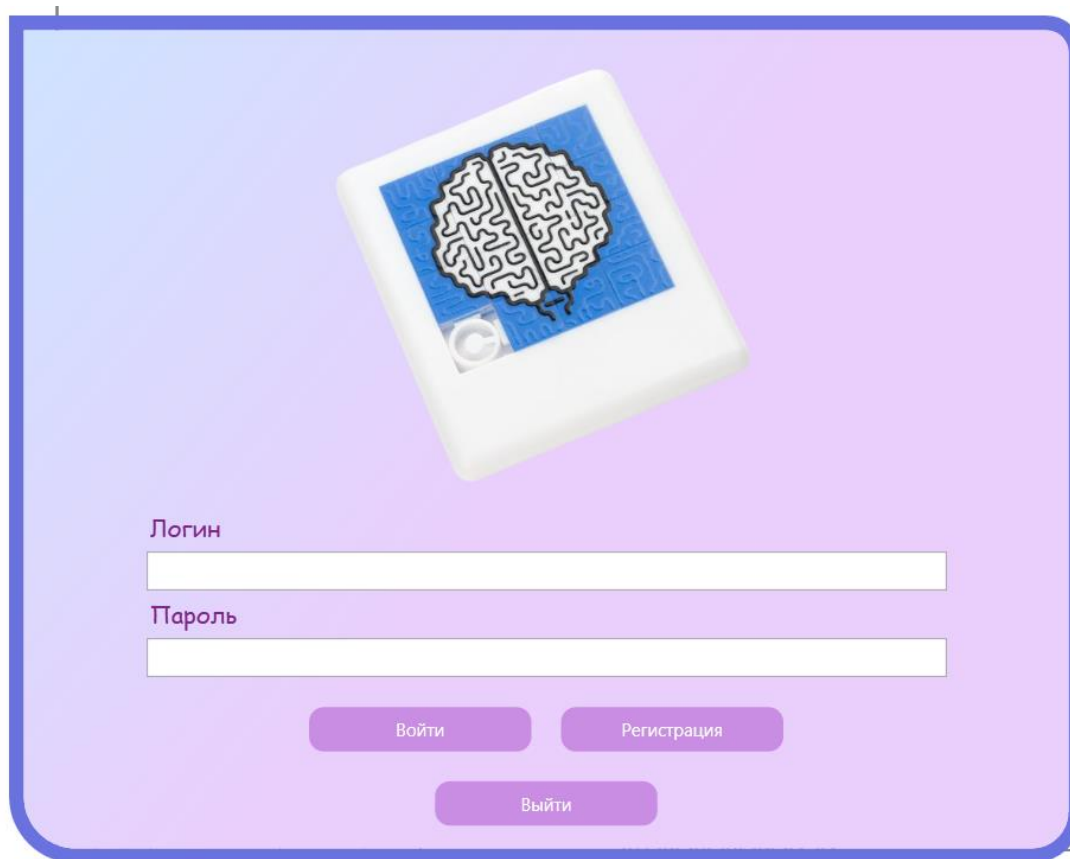 Логин
Пароль
Войти
Регистрация
Выйти